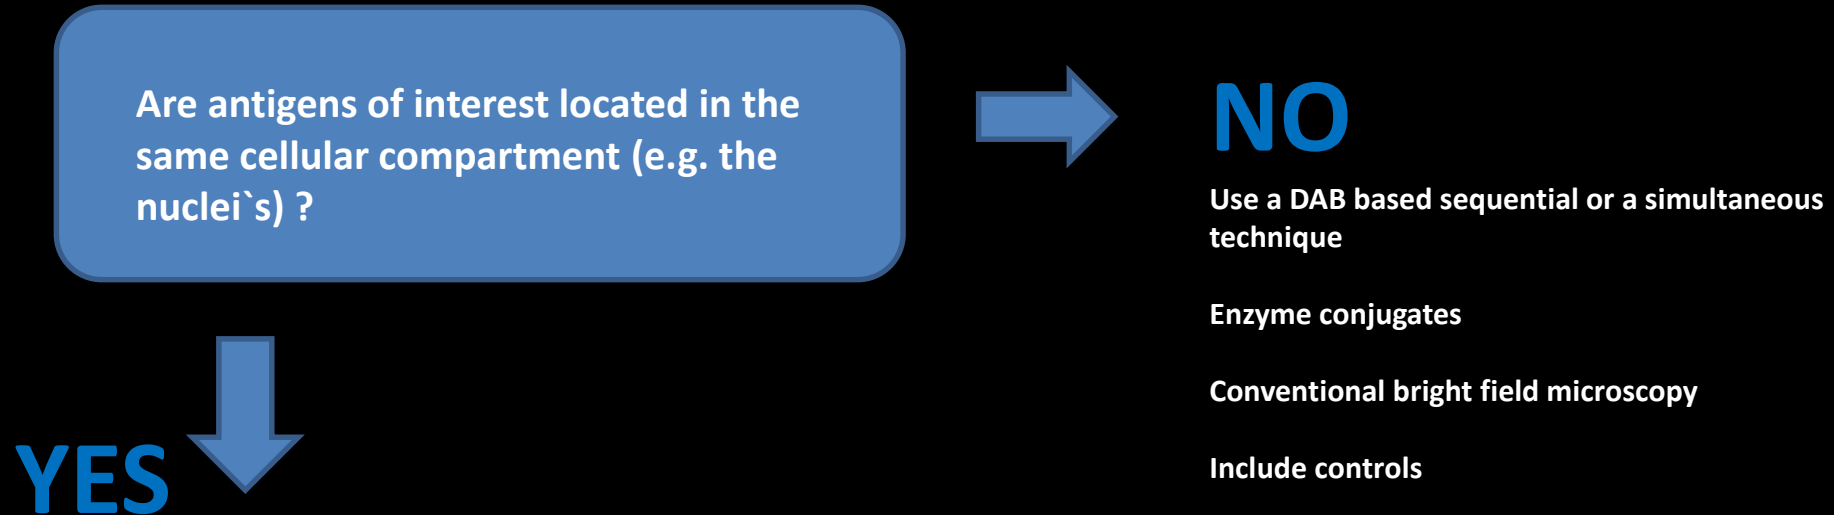 Are antigens of interest located in the
same cellular compartment (e.g. the
nuclei`s) ?
NO
Use a DAB based sequential or a simultaneous
technique
Enzyme conjugates
Conventional bright field microscopy
Include controls
YES